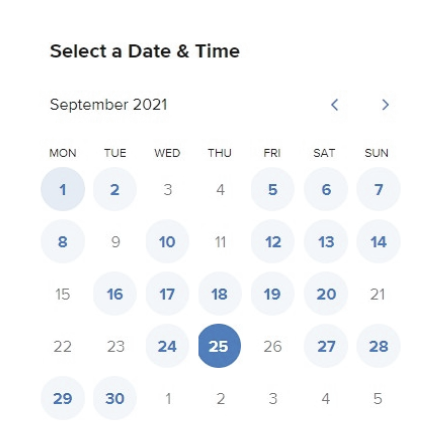 Select a Date & Time
September 2021 < >
MON TUE WED THU FRI SAT SUN
1 2 3 4 5 6 7
8 9 10 11 12 13 14
15 16 17 18 19 20 21
22 23 24 25 26 27 28
29 30 1 2 3 4 5